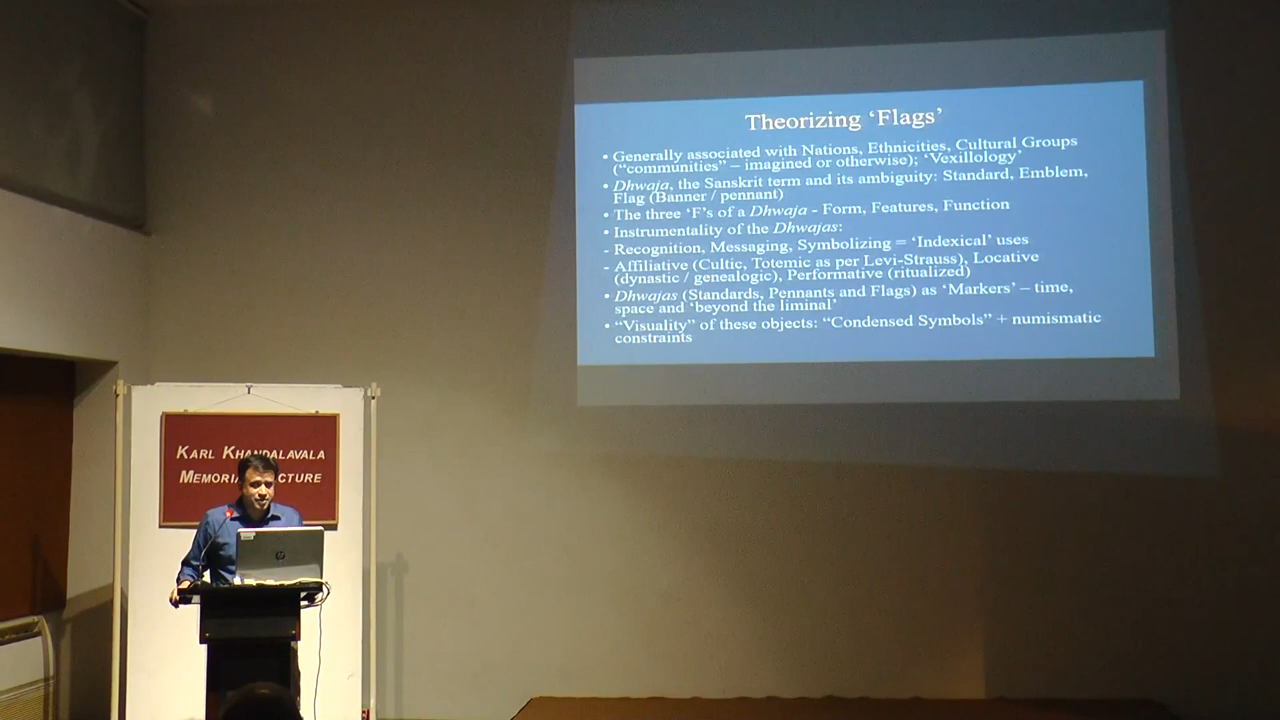 Theorizing ‘Flags’
• Generally associated with Nations, Ethnicities, Cultural Groups
(“communities” – imagined or otherwise); ‘Vexillology’
• Dhwaja, the Sanskrit term and its ambiguity: Standard, Emblem,
Flag (Banner / pennant)
• The three ‘F’s of a Dhwaja - Form, Features, Function
• Instrumentality of the Dhwajas:
- Recognition, Messaging, Symbolizing = ‘Indexical’ uses
- Affiliative (Cultic, Totemic as per Levi-Strauss), Locative
(dynastic / genealogic), Performative (ritualized)
• Dhwajas (Standards, Pennants and Flags) as ‘Markers’ – time,
space and ‘beyond the liminal’
• “Visuality” of these objects: “Condensed Symbols” + numismatic
constraints
KARL KHANDALAVALA
MEMORIAL LECTURE
hp